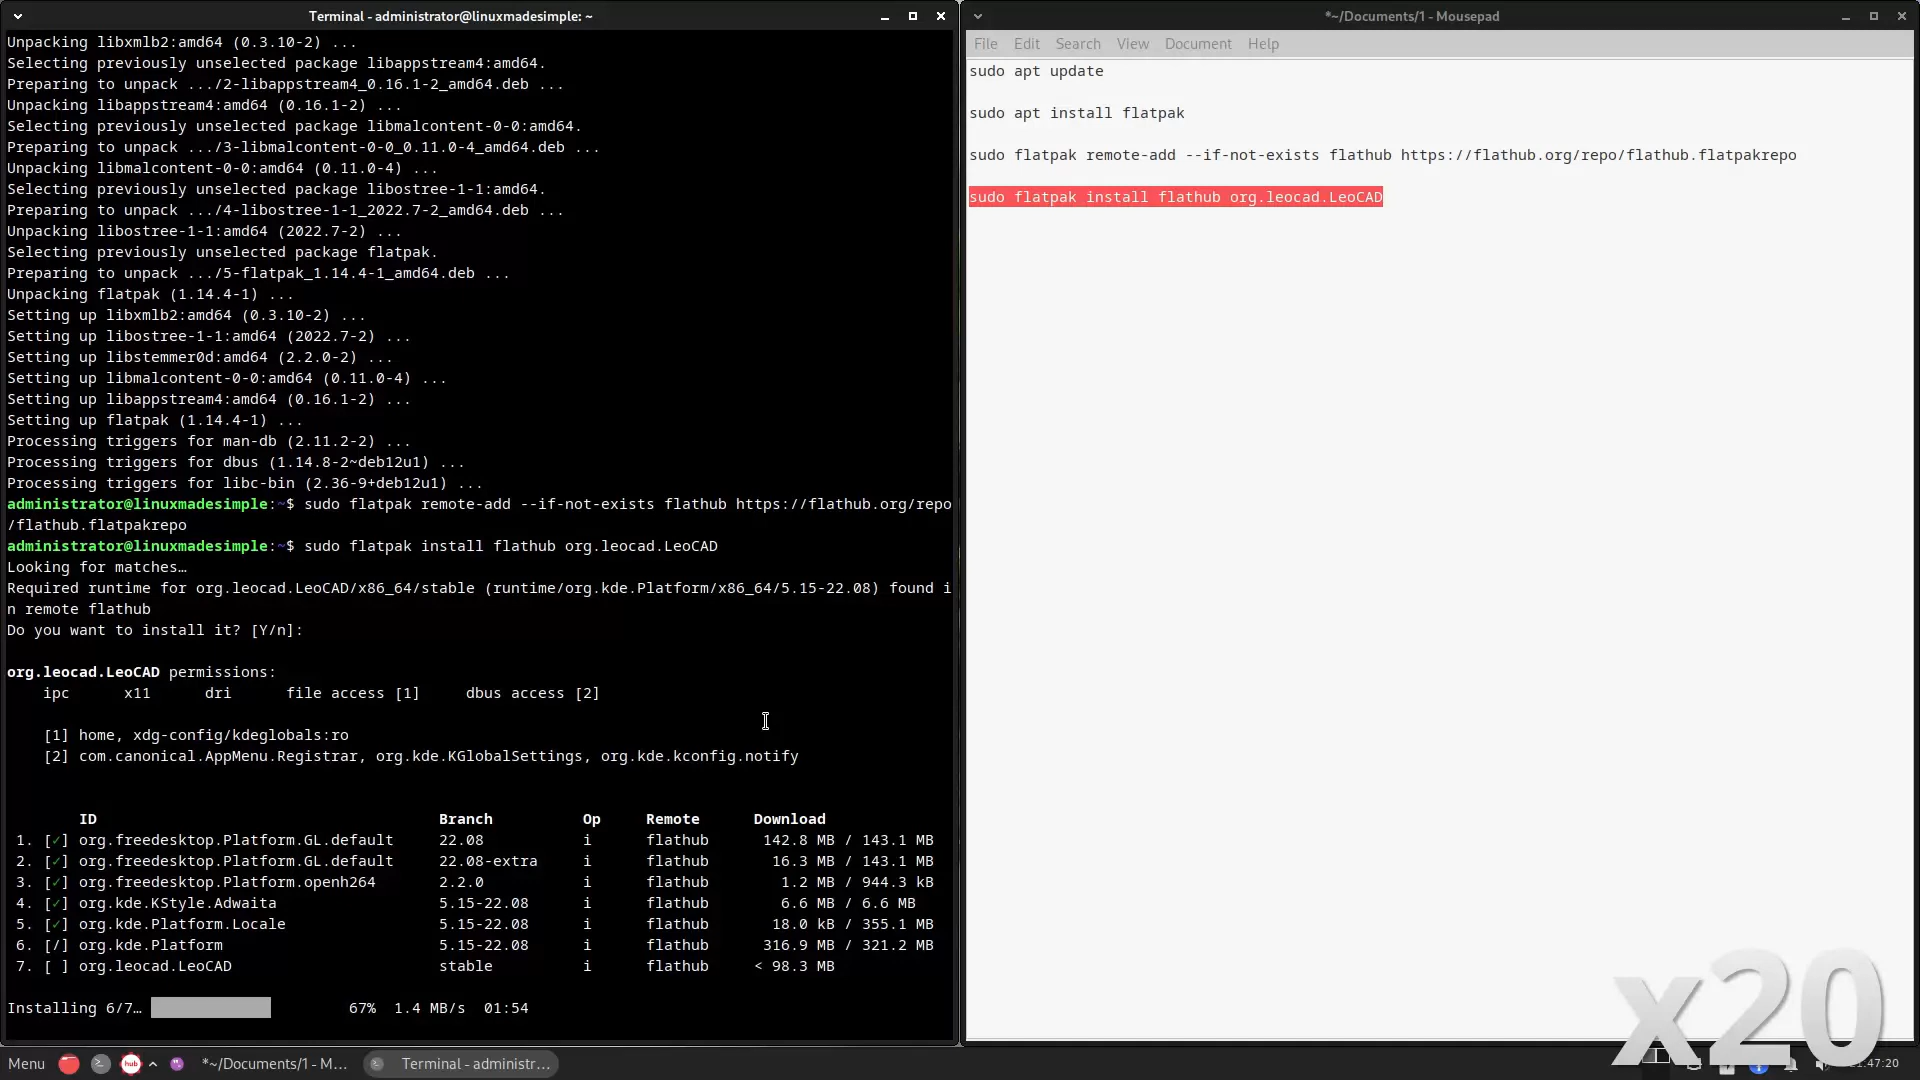 Terminal - administrator@linuxmadesimple: ~
Unpacking libxmlb2:amd64 (0.3.10-2) ...
Selecting previously unselected package libappstream4:amd64.
Preparing to unpack .../2-libappstream4_0.16.1-2_amd64.deb ...
Unpacking libappstream4:amd64 (0.16.1-2) ...
Selecting previously unselected package libmalcontent-0-0:amd64.
Preparing to unpack .../3-libmalcontent-0-0_0.11.0-4_amd64.deb ...
Unpacking libmalcontent-0-0:amd64 (0.11.0-4) ...
Selecting previously unselected package libostree-1-1:amd64.
Preparing to unpack .../4-libostree-1-1_2022.7-2_amd64.deb ...
Unpacking libostree-1-1:amd64 (2022.7-2) ...
Selecting previously unselected package flatpak.
Preparing to unpack .../5-flatpak_1.14.4-1_amd64.deb ...
Unpacking flatpak (1.14.4-1) ...
Setting up libxmlb2:amd64 (0.3.10-2) ...
Setting up libostree-1-1:amd64 (2022.7-2) ...
Setting up libstemmer0d:amd64 (2.2.0-2) ...
Setting up libmalcontent-0-0:amd64 (0.11.0-4) ...
Setting up libappstream4:amd64 (0.16.1-2) ...
Setting up flatpak (1.14.4-1) ...
Processing triggers for man-db (2.11.2-2) ...
Processing triggers for dbus (1.14.8-2~deb12u1) ...
Processing triggers for libc-bin (2.36-9+deb12u1) ...
administrator@linuxmadesimple:~$ sudo flatpak remote-add --if-not-exists flathub https://flathub.org/repo
/flathub.flatpakrepo
administrator@linuxmadesimple:~$ sudo flatpak install flathub org.leocad.LeoCAD
Looking for matches…
Required runtime for org.leocad.LeoCAD/x86_64/stable (runtime/org.kde.Platform/x86_64/5.15-22.08) found i
n remote flathub
Do you want to install it? [Y/n]:
org.leocad.LeoCAD permissions:
ipc x11 dri file access [1] dbus access [2]
[1] home, xdg-config/kdeglobals:ro
[2] com.canonical.AppMenu.Registrar, org.kde.KGlobalSettings, org.kde.kconfig.notify
ID Branch Op Remote Download
1. [✓] org.freedesktop.Platform.GL.default 22.08 i flathub 142.8 MB / 143.1 MB
2. [✓] org.freedesktop.Platform.GL.default 22.08-extra i flathub 16.3 MB / 143.1 MB
3. [✓] org.freedesktop.Platform.openh264 2.2.0 i flathub 1.2 MB / 944.3 kB
4. [✓] org.kde.KStyle.Adwaita 5.15-22.08 i flathub 6.6 MB / 6.6 MB
5. [✓] org.kde.Platform.Locale 5.15-22.08 i flathub 18.0 kB / 355.1 MB
6. [/] org.kde.Platform 5.15-22.08 i flathub 316.9 MB / 321.2 MB
7. [ ] org.leocad.LeoCAD stable i flathub < 98.3 MB
Installing 6/7… 67% 1.4 MB/s 01:54
*~/Documents/1 - Mousepad
File Edit Search View Document Help
sudo apt update
sudo apt install flatpak
sudo flatpak remote-add --if-not-exists flathub https://flathub.org/repo/flathub.flatpakrepo
sudo flatpak install flathub org.leocad.LeoCAD
x20
Menu hub *~/Documents/1 - M... Terminal - administr...
:47:20